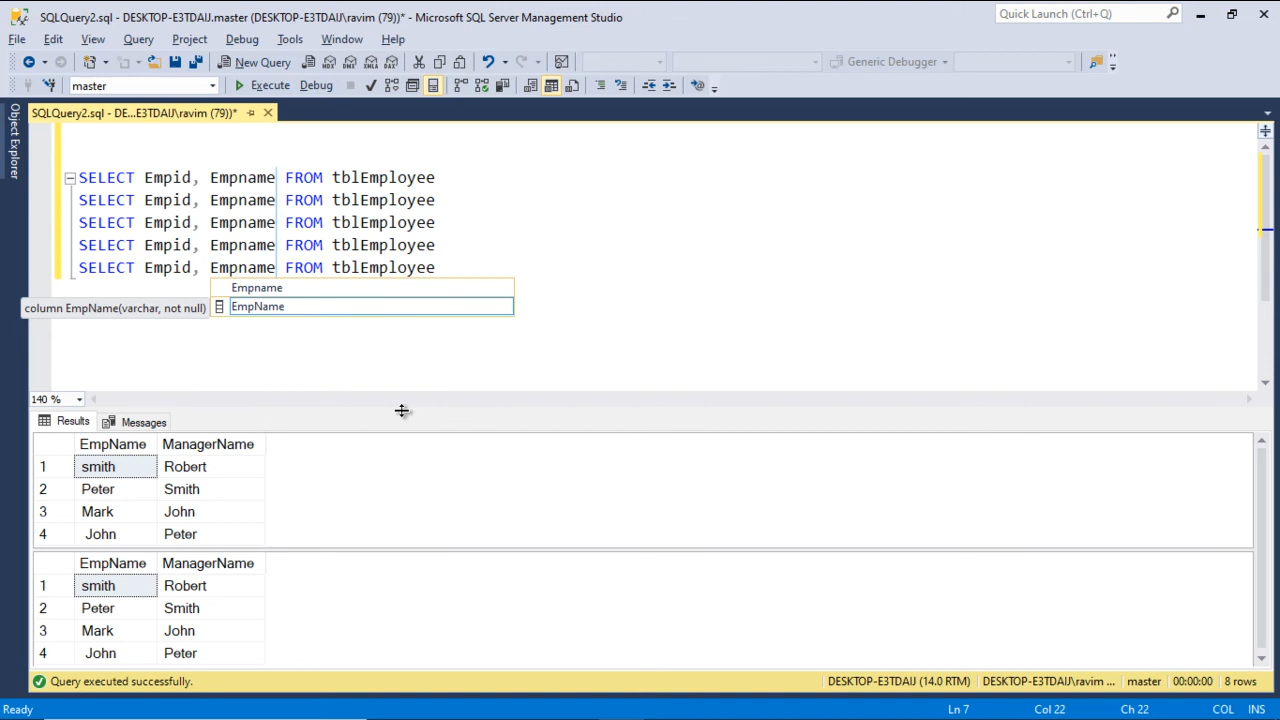 SQLQuery2.sql - DESKTOP-E3TDAIJ.master (DESKTOP-E3TDAIJ\ravim (79))* - Microsoft SQL Server Management Studio
Quick Launch (Ctrl+Q)
File Edit View Query Project Debug Tools Window Help
New Query
Generic Debugger
master
Execute Debug
SQLQuery2.sql - DE...E3TDAIJ\ravim (79))*
Object Explorer
SELECT Empid, Empname FROM tblEmployee
SELECT Empid, Empname FROM tblEmployee
SELECT Empid, Empname FROM tblEmployee
SELECT Empid, Empname FROM tblEmployee
SELECT Empid, Empname FROM tblEmployee
Empname
column EmpName(varchar, not null) EmpName
140 %
Results Messages
EmpName ManagerName
1 smith Robert
2 Peter Smith
3 Mark John
4 John Peter
EmpName ManagerName
1 smith Robert
2 Peter Smith
3 Mark John
4 John Peter
Query executed successfully. DESKTOP-E3TDAIJ (14.0 RTM) DESKTOP-E3TDAIJ\ravim ... master 00:00:00 8 rows
Ready Ln 7 Col 22 Ch 22 COL INS